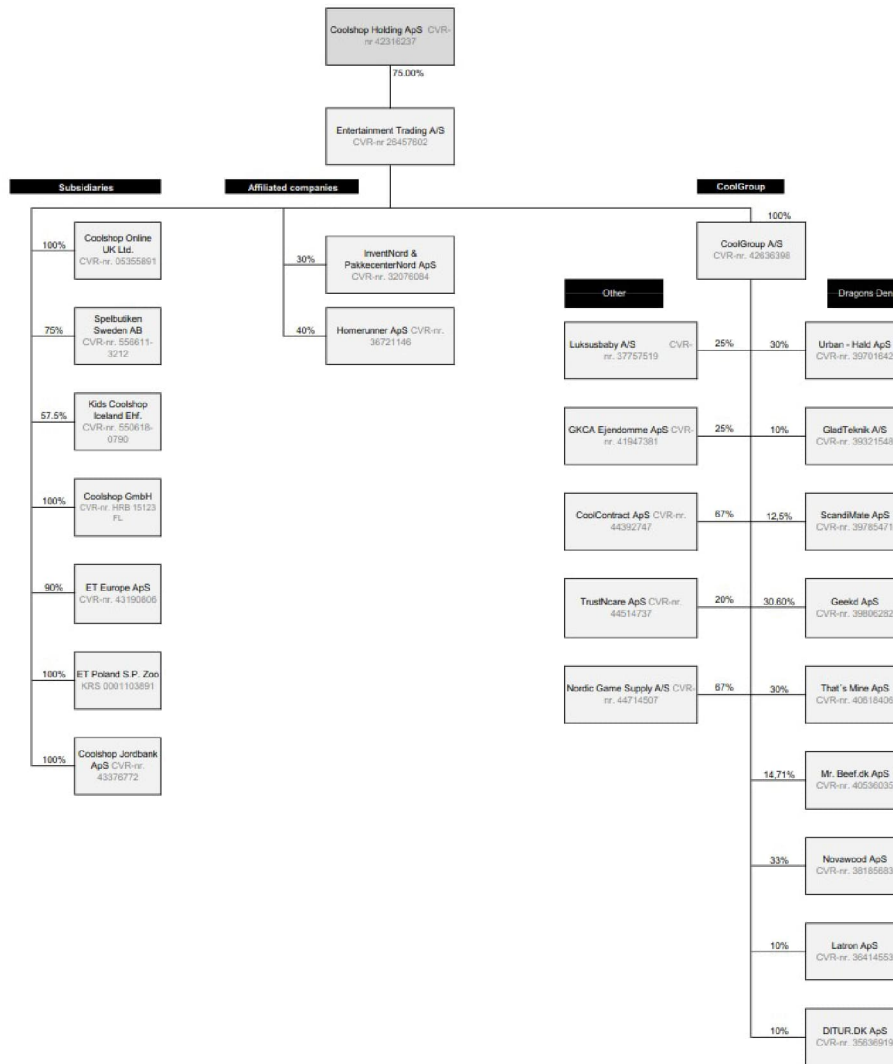 Coolshop Holding ApS CVR-
nr 42316237
75.00%
Entertainment Trading A/S
CVR-nr 26457602
Subsidiaries
Affiliated companies
CoolGroup
100%
Coolshop Online
UK Ltd.
CVR-nr. 05355891
75%
Spelbutiken
Sweden AB
CVR-nr. 556611-
3212
57.5%
Kids Coolshop
Iceland Ehf.
CVR-nr. 550618-
0790
100%
Coolshop GmbH
CVR-nr. HRB 15123
FL
90%
ET Europe ApS
CVR-nr. 43190806
100%
ET Poland S.P. Zoo
KRS 0001103891
100%
Coolshop Jordbank
ApS CVR-nr.
43376772
30%
InventNord &
PakkecenterNord ApS
CVR-nr. 32076084
40%
Homerunner ApS CVR-nr.
36721146
100%
CoolGroup A/S
CVR-nr. 42636398
Other
Luksusbaby A/S CVR-
nr. 37757519
25%
GKCA Ejendomme ApS CVR-
nr. 41947381
25%
CoolContract ApS CVR-nr.
44392747
67%
TrustNcare ApS CVR-nr.
44514737
20%
Nordic Game Supply A/S CVR-
nr. 44714507
67%
Dragons Den
30%
Urban - Hald ApS
CVR-nr. 39701642
10%
GladTeknik A/S
CVR-nr. 39321548
12,5%
ScandiMate ApS
CVR-nr. 39785471
30.60%
Geekd ApS
CVR-nr. 39806282
30%
That´s Mine ApS
CVR-nr. 40618406
14,71%
Mr. Beef.dk ApS
CVR-nr. 40536035
33%
Novawood ApS
CVR-nr. 38185683
10%
Latron ApS
CVR-nr. 36414553
10%
DITUR.DK ApS
CVR-nr. 35636919